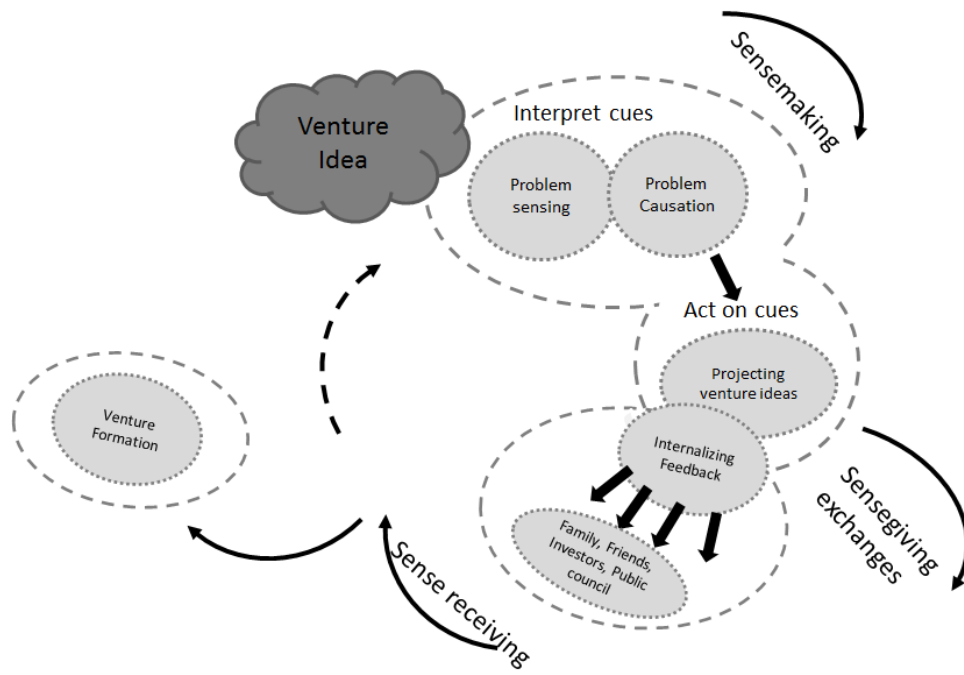 Venture
Idea
Interpret cues
Problem
sensing
Problem
Causation
Sensemaking
Act on cues
Projecting
venture ideas
Internalizing
Feedback
Family, Friends,
Investors, Public
council
Sensegiving
exchanges
Sense receiving
Venture
Formation